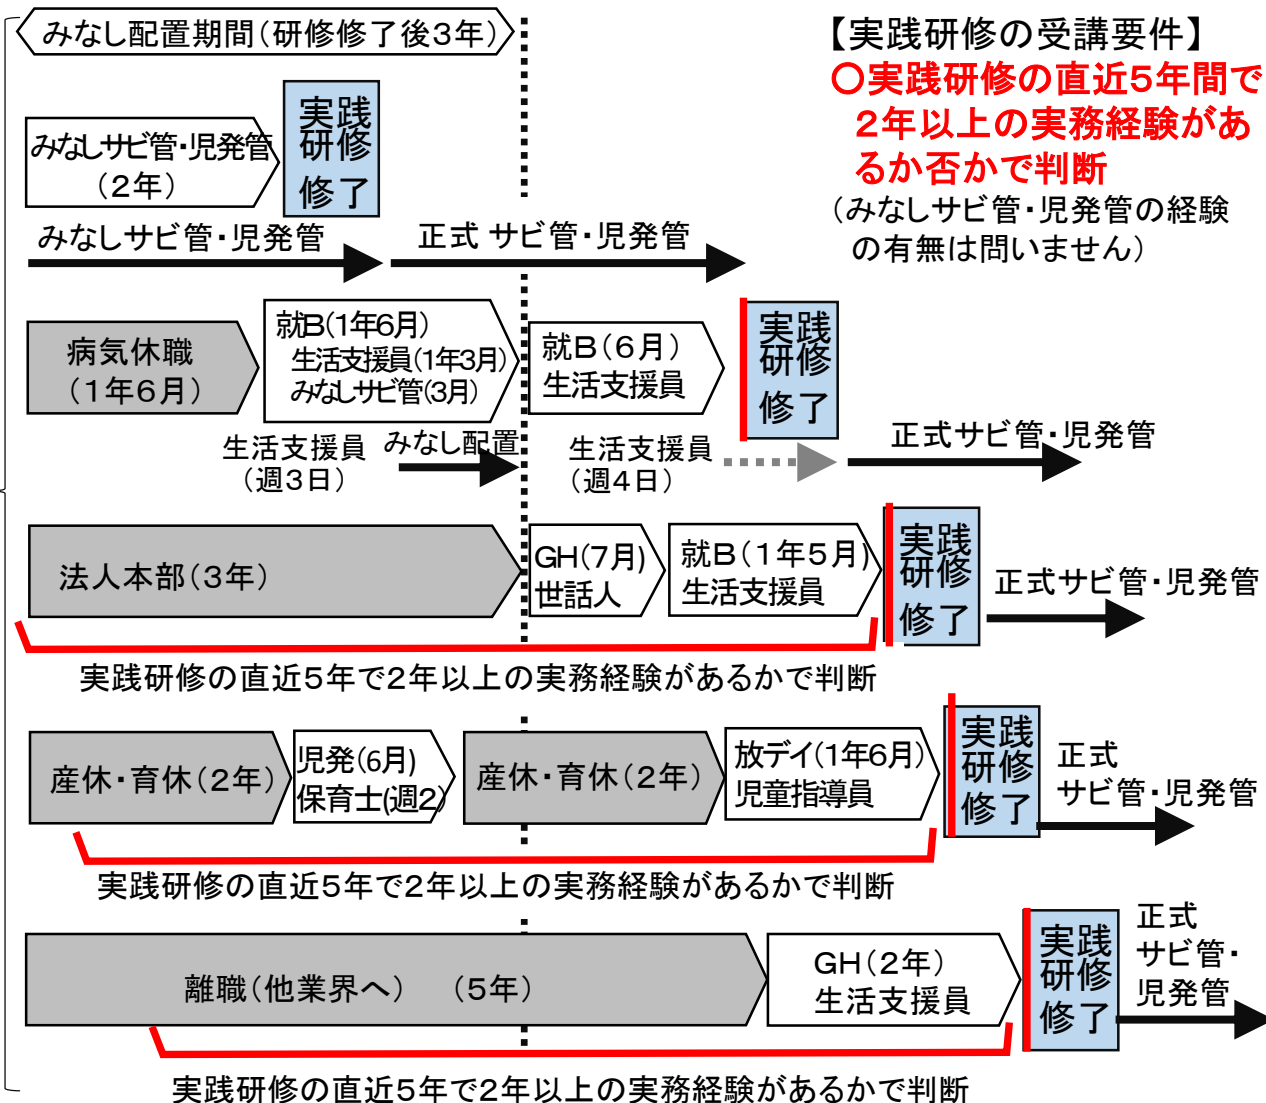 みなし配置期間(研修修了後3年)
【実践研修の受講要件】
○実践研修の直近5年間で
2年以上の実務経験があ
るか否かで判断
(みなしサビ管・児発管の経験
の有無は問いません)
みなしサビ管・児発管
(2年)
実践
研修
修了
みなしサビ管・児発管
正式 サビ管・児発管
病気休職
(1年6月)
就B(1年6月)
生活支援員(1年3月)
みなしサビ管(3月)
就B(6月)
生活支援員
実践
研修
修了
生活支援員
(週3日)
みなし配置
生活支援員
(週4日)
正式サビ管・児発管
法人本部(3年)
GH(7月)
世話人
就B(1年5月)
生活支援員
実践
研修
修了
正式サビ管・児発管
実践研修の直近5年で2年以上の実務経験があるかで判断
産休・育休(2年)
児発(6月)
保育士(週2)
産休・育休(2年)
放デイ(1年6月)
児童指導員
実践
研修
修了
正式
サビ管・児発管
実践研修の直近5年で2年以上の実務経験があるかで判断
離職(他業界へ) (5年)
GH(2年)
生活支援員
実践
研修
修了
正式
サビ管・
児発管
実践研修の直近5年で2年以上の実務経験があるかで判断